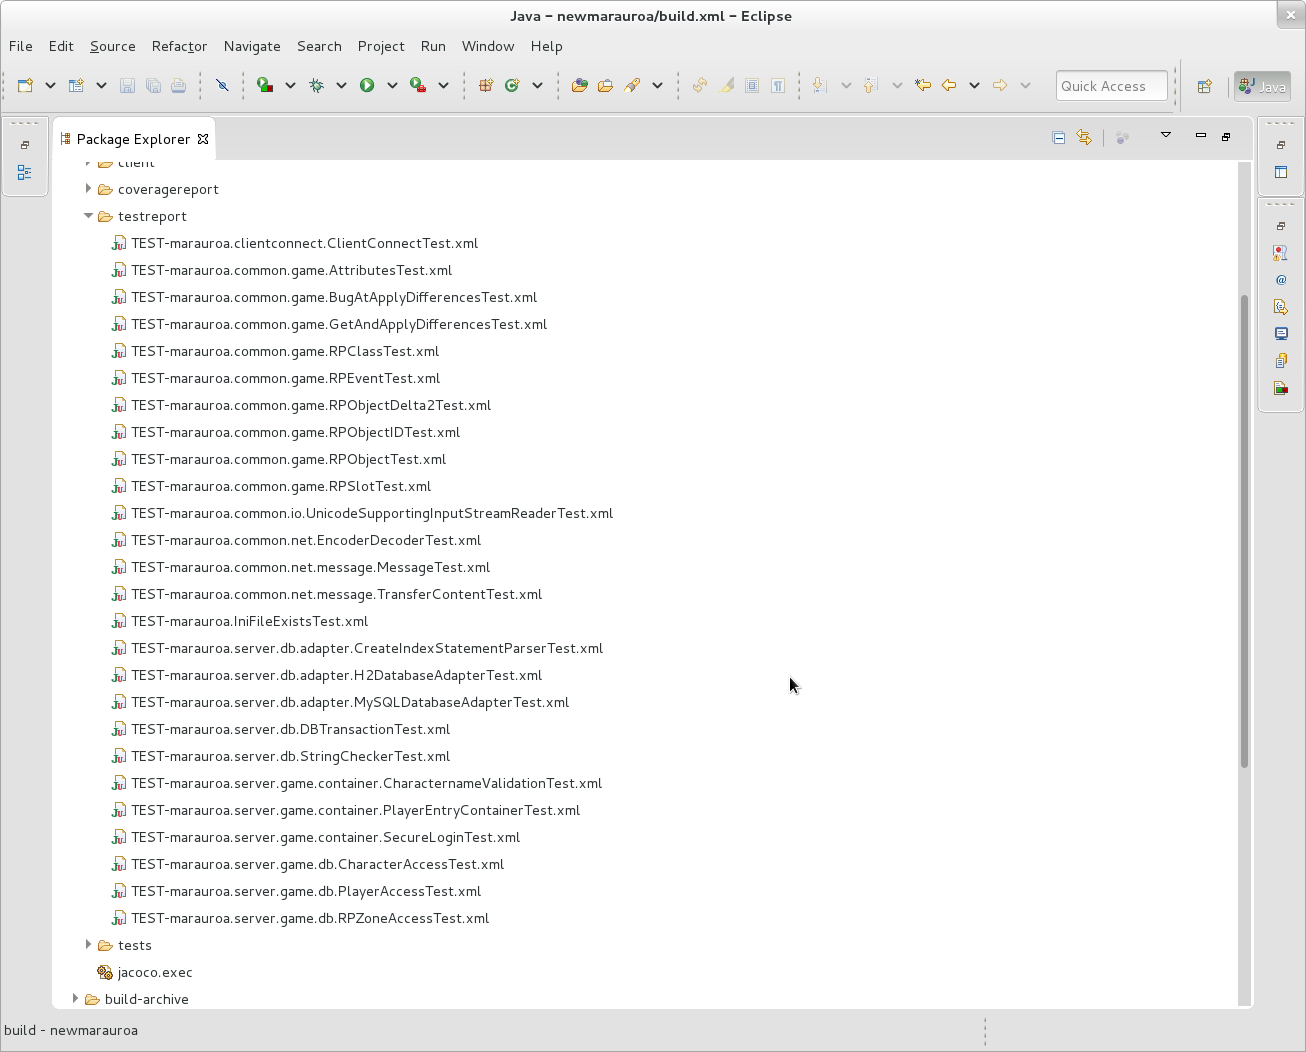 Java - newmarauroa/build.xml - Eclipse
File Edit Source Refactor Navigate Search Project Run Window Help
Quick Access
Java
Package Explorer
client
coveragereport
testreport
TEST-marauroa.clientconnect.ClientConnectTest.xml
TEST-marauroa.common.game.AttributesTest.xml
TEST-marauroa.common.game.BugAtApplyDifferencesTest.xml
TEST-marauroa.common.game.GetAndApplyDifferencesTest.xml
TEST-marauroa.common.game.RPClassTest.xml
TEST-marauroa.common.game.RPEventTest.xml
TEST-marauroa.common.game.RPObjectDelta2Test.xml
TEST-marauroa.common.game.RPObjectIDTest.xml
TEST-marauroa.common.game.RPObjectTest.xml
TEST-marauroa.common.game.RPSlotTest.xml
TEST-marauroa.common.io.UnicodeSupportingInputStreamReaderTest.xml
TEST-marauroa.common.net.EncoderDecoderTest.xml
TEST-marauroa.common.net.message.MessageTest.xml
TEST-marauroa.common.net.message.TransferContentTest.xml
TEST-marauroa.IniFileExistsTest.xml
TEST-marauroa.server.db.adapter.CreateIndexStatementParserTest.xml
TEST-marauroa.server.db.adapter.H2DatabaseAdapterTest.xml
TEST-marauroa.server.db.adapter.MySQLDatabaseAdapterTest.xml
TEST-marauroa.server.db.DBTransactionTest.xml
TEST-marauroa.server.db.StringCheckerTest.xml
TEST-marauroa.server.game.container.CharacternameValidationTest.xml
TEST-marauroa.server.game.container.PlayerEntryContainerTest.xml
TEST-marauroa.server.game.container.SecureLoginTest.xml
TEST-marauroa.server.game.db.CharacterAccessTest.xml
TEST-marauroa.server.game.db.PlayerAccessTest.xml
TEST-marauroa.server.game.db.RPZoneAccessTest.xml
tests
jacoco.exec
build-archive
build - newmarauroa